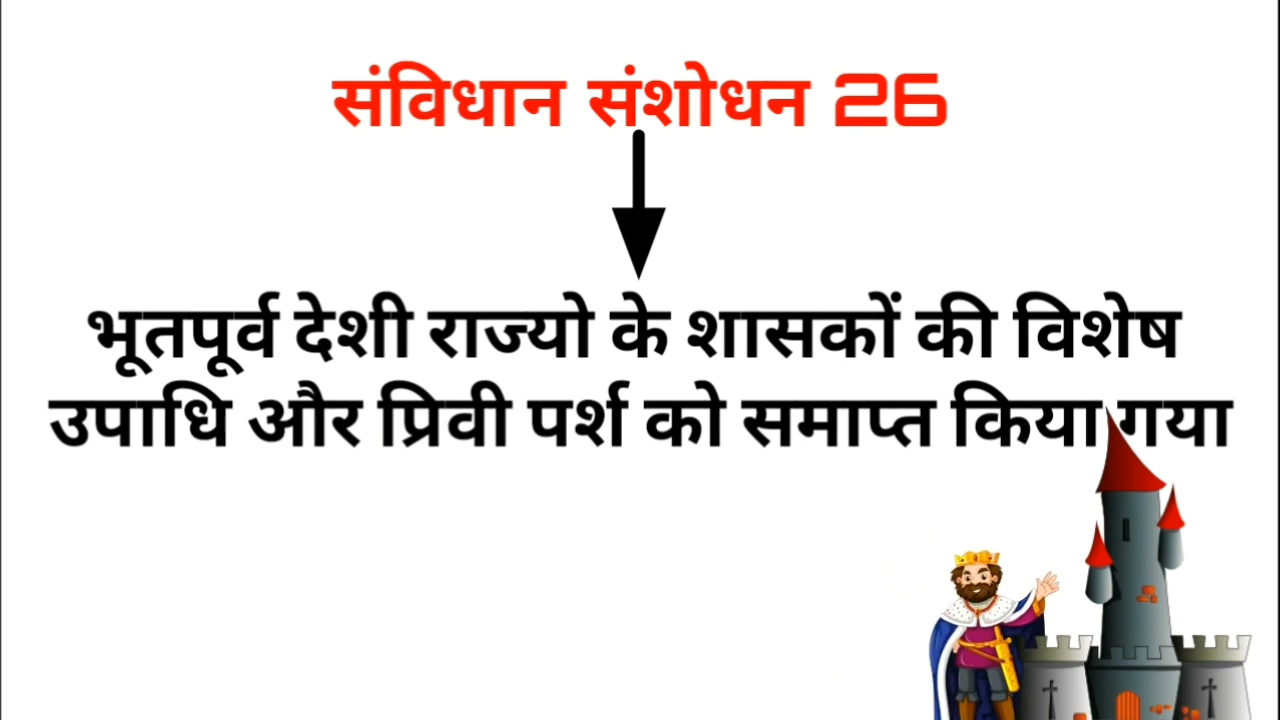 संविधान संशोधन 26
भूतपूर्व देशी राज्यो के शासकों की विशेष
उपाधि और प्रिवी पर्श को समाप्त किया गया